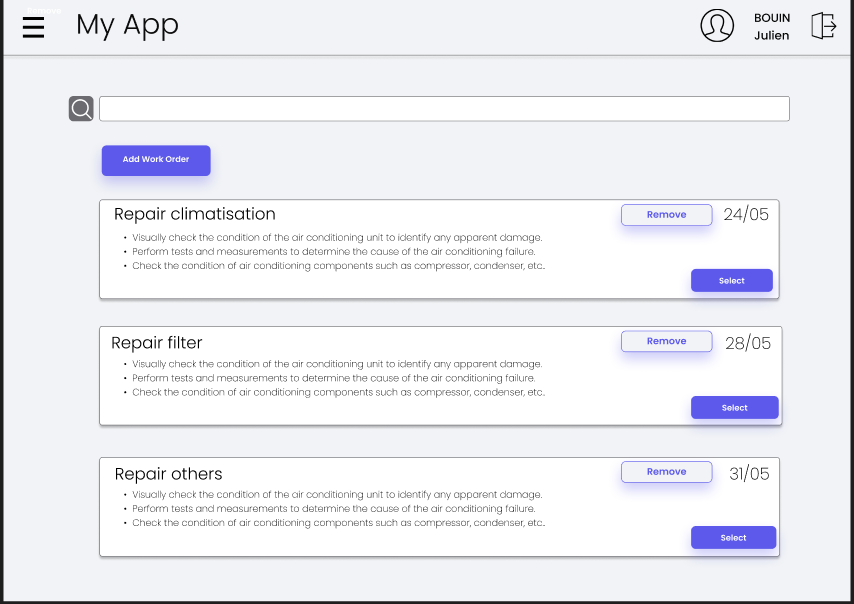 Remove
My App
BOUIN
Julien
Add Work Order
Repair climatisation
Remove
24/05
• Visually check the condition of the air conditioning unit to identify any apparent damage.
• Perform tests and measurements to determine the cause of the air conditioning failure.
• Check the condition of air conditioning components such as compressor, condenser, etc..
Select
Repair filter
Remove
28/05
• Visually check the condition of the air conditioning unit to identify any apparent damage.
• Perform tests and measurements to determine the cause of the air conditioning failure.
• Check the condition of air conditioning components such as compressor, condenser, etc..
Select
Repair others
Remove
31/05
• Visually check the condition of the air conditioning unit to identify any apparent damage.
• Perform tests and measurements to determine the cause of the air conditioning failure.
• Check the condition of air conditioning components such as compressor, condenser, etc..
Select